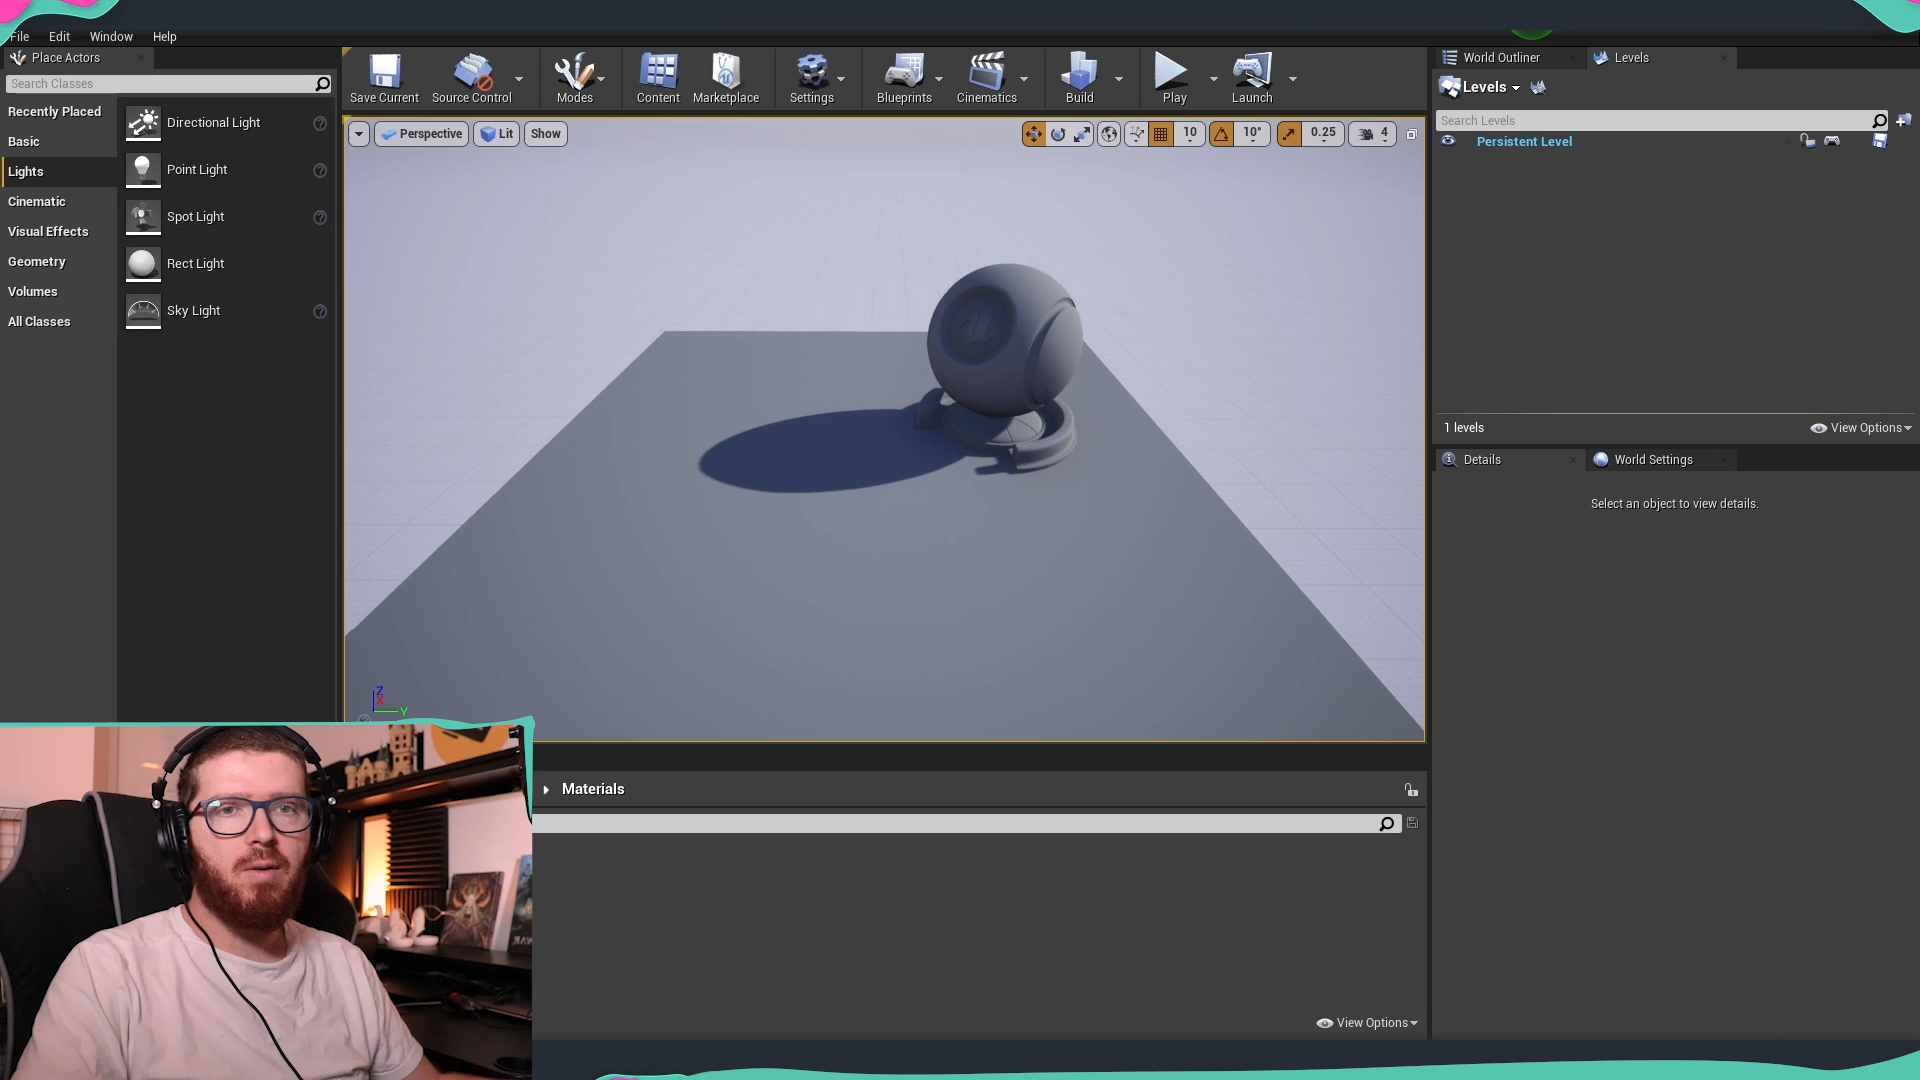 File Edit Window Help
Place Actors
Search Classes
Recently Placed
Basic
Lights
Cinematic
Visual Effects
Geometry
Volumes
All Classes
Directional Light
Point Light
Spot Light
Rect Light
Sky Light
Save Current
Source Control
Modes
Content
Marketplace
Settings
Blueprints
Cinematics
Build
Play
Launch
Perspective
Lit
Show
10
10°
0.25
4
Z
X
Y
Materials
View Options
World Outliner
Levels
Levels
Search Levels
Persistent Level
1 levels
View Options
Details
World Settings
Select an object to view details.